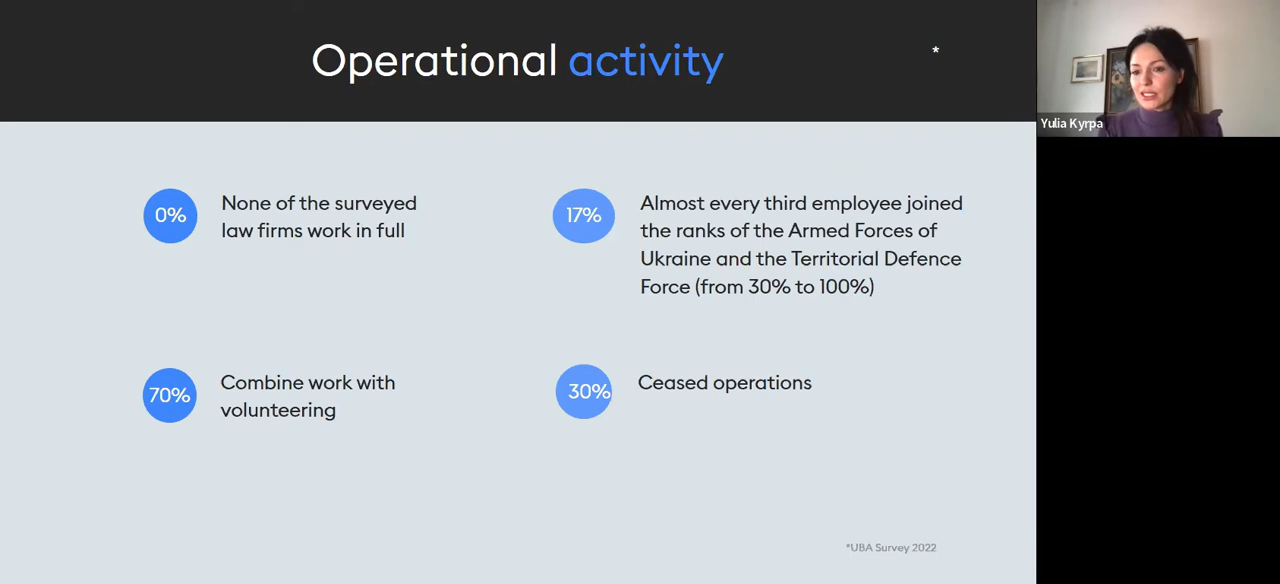 Operational activity
*
Yulia Kyrpa
0%
None of the surveyed
law firms work in full
17%
Almost every third employee joined
the ranks of the Armed Forces of
Ukraine and the Territorial Defence
Force (from 30% to 100%)
70%
Combine work with
volunteering
30%
Ceased operations
*UBA Survey 2022